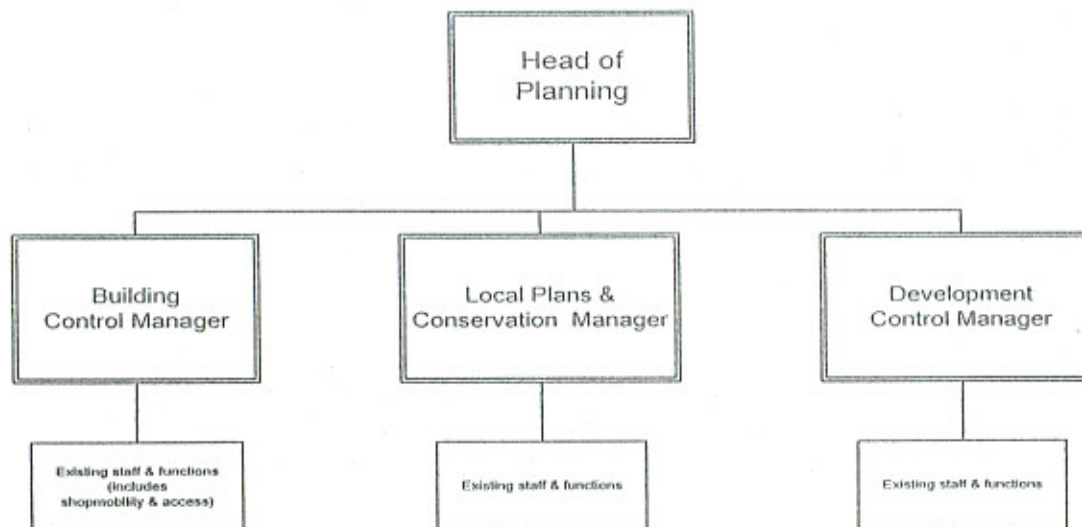 Head of
Planning
Building
Control Manager
Local Plans &
Conservation Manager
Development
Control Manager
Existing staff & functions
(includes
shopmobility & access)
Existing staff & functions
Existing staff & functions